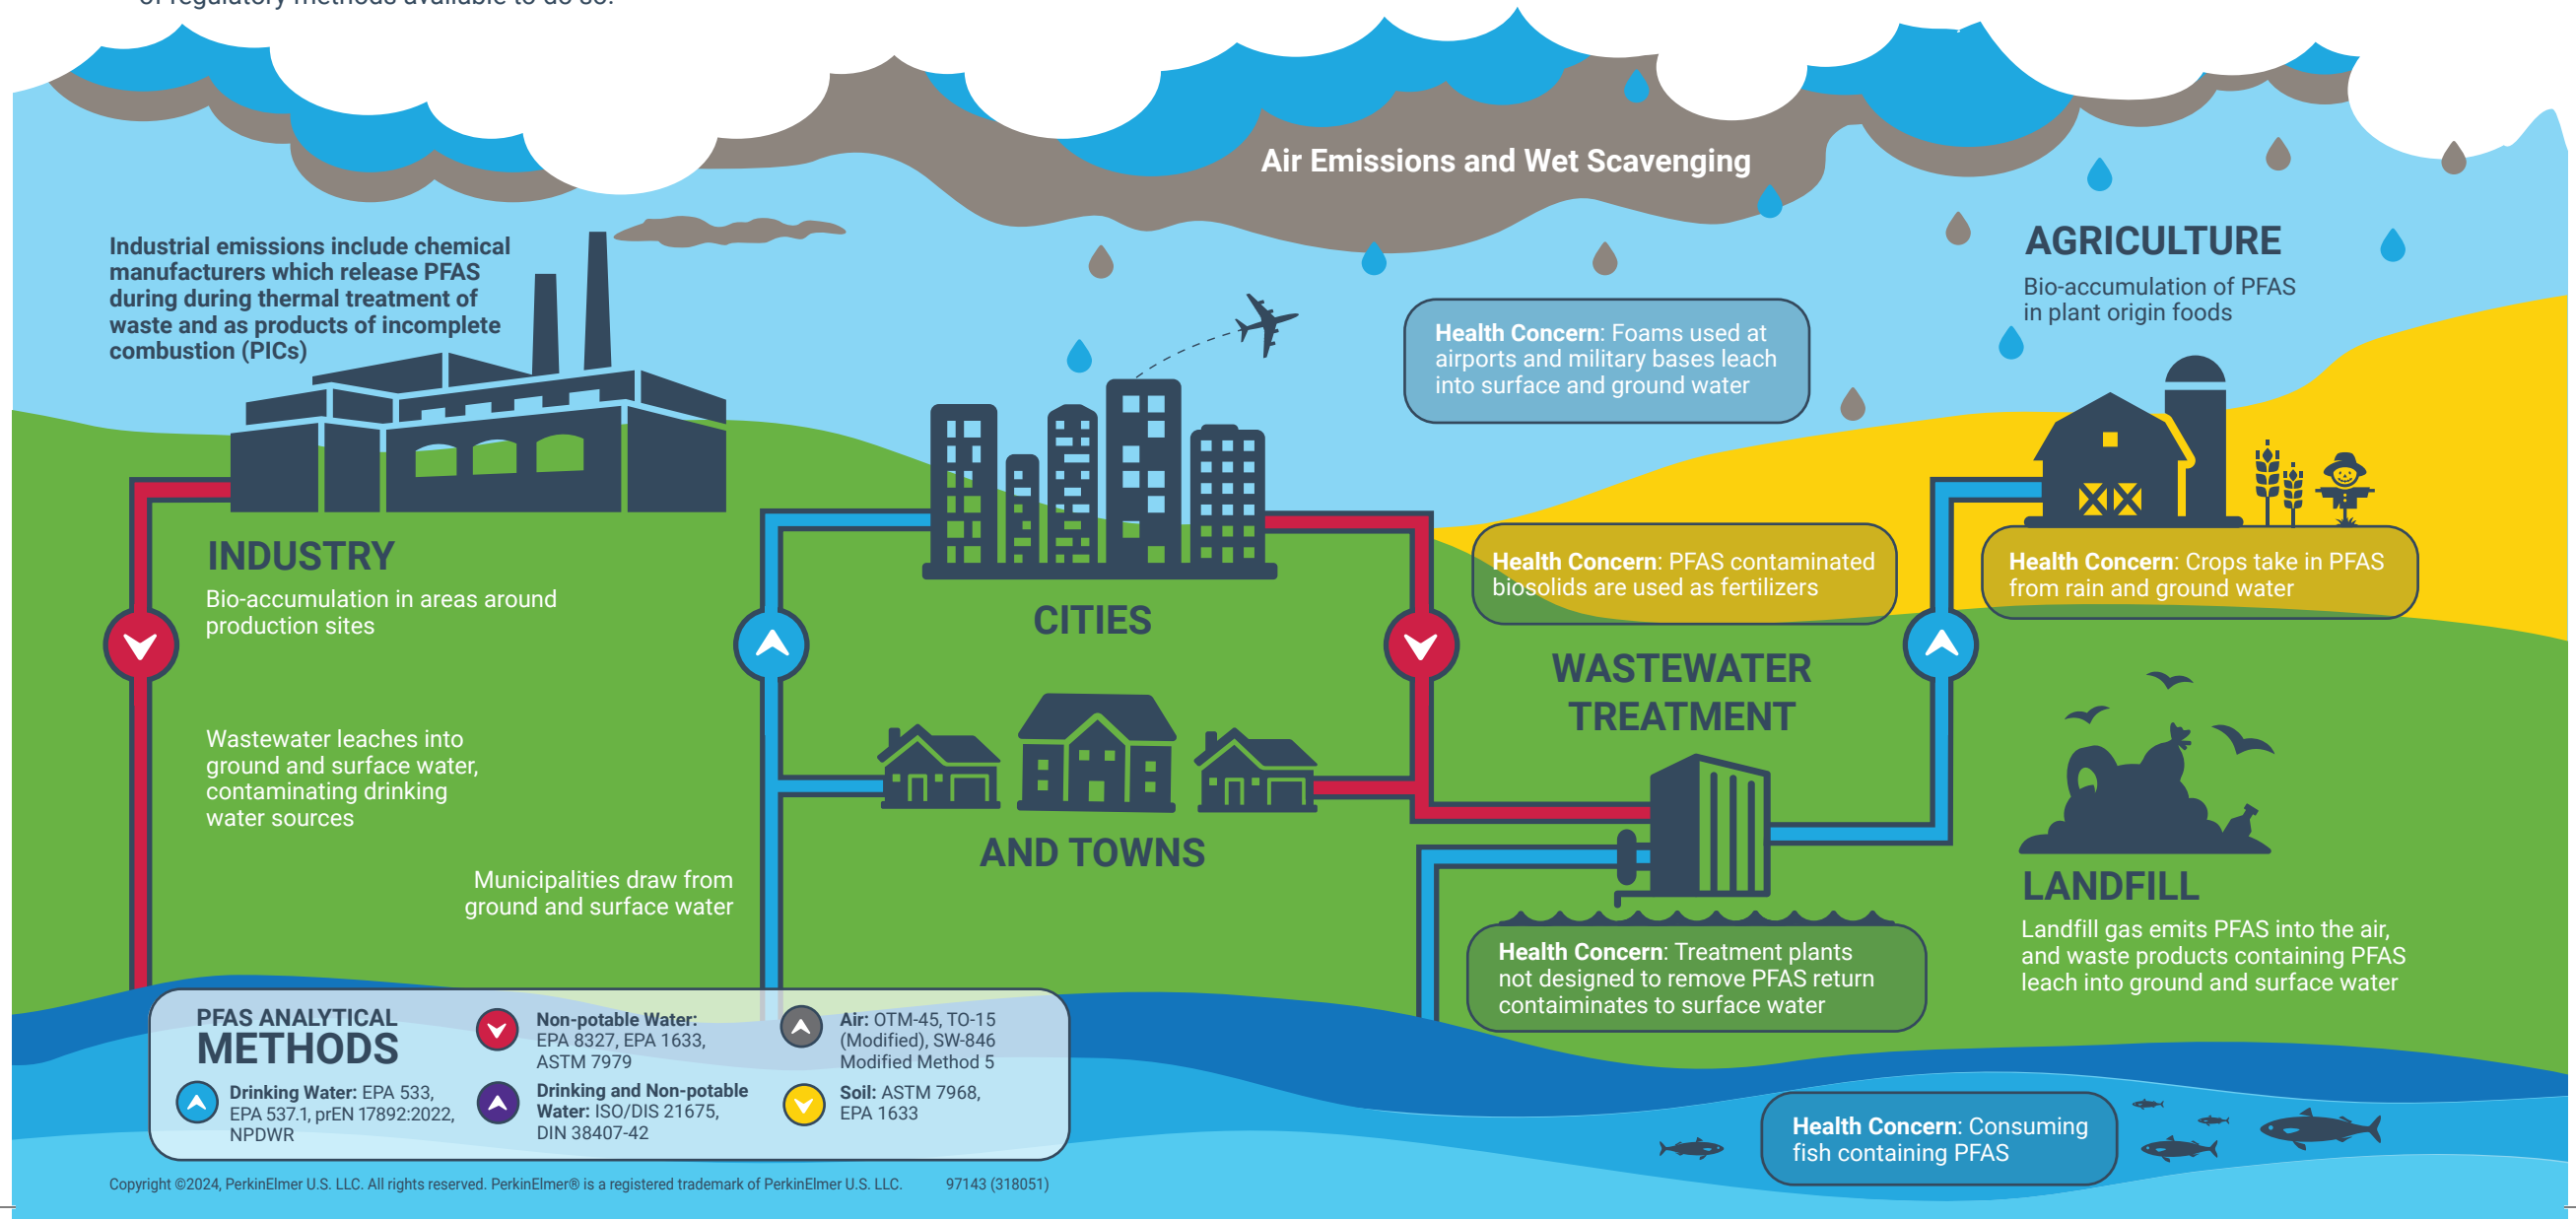 of regulatory methods available to do so.
Air Emissions and Wet Scavenging
Industrial emissions include chemical
manufacturers which release PFAS
during during thermal treatment of
waste and as products of incomplete
combustion (PICs)
AGRICULTURE
Bio-accumulation of PFAS
in plant origin foods
Health Concern: Foams used at
airports and military bases leach
into surface and ground water
INDUSTRY
Bio-accumulation in areas around
production sites
Wastewater leaches into
ground and surface water,
contaminating drinking
water sources
Municipalities draw from
ground and surface water
CITIES
AND TOWNS
Health Concern: PFAS contaminated
biosolids are used as fertilizers
Health Concern: Crops take in PFAS
from rain and ground water
WASTEWATER
TREATMENT
Health Concern: Treatment plants
not designed to remove PFAS return
contaiminates to surface water
LANDFILL
Landfill gas emits PFAS into the air,
and waste products containing PFAS
leach into ground and surface water
PFAS ANALYTICAL
METHODS
Drinking Water: EPA 533,
EPA 537.1, prEN 17892:2022,
NPDWR
Non-potable Water:
EPA 8327, EPA 1633,
ASTM 7979
Drinking and Non-potable
Water: ISO/DIS 21675,
DIN 38407-42
Air: OTM-45, TO-15
(Modified), SW-846
Modified Method 5
Soil: ASTM 7968,
EPA 1633
Health Concern: Consuming
fish containing PFAS
Copyright ©2024, PerkinElmer U.S. LLC. All rights reserved. PerkinElmer® is a registered trademark of PerkinElmer U.S. LLC. 97143 (318051)